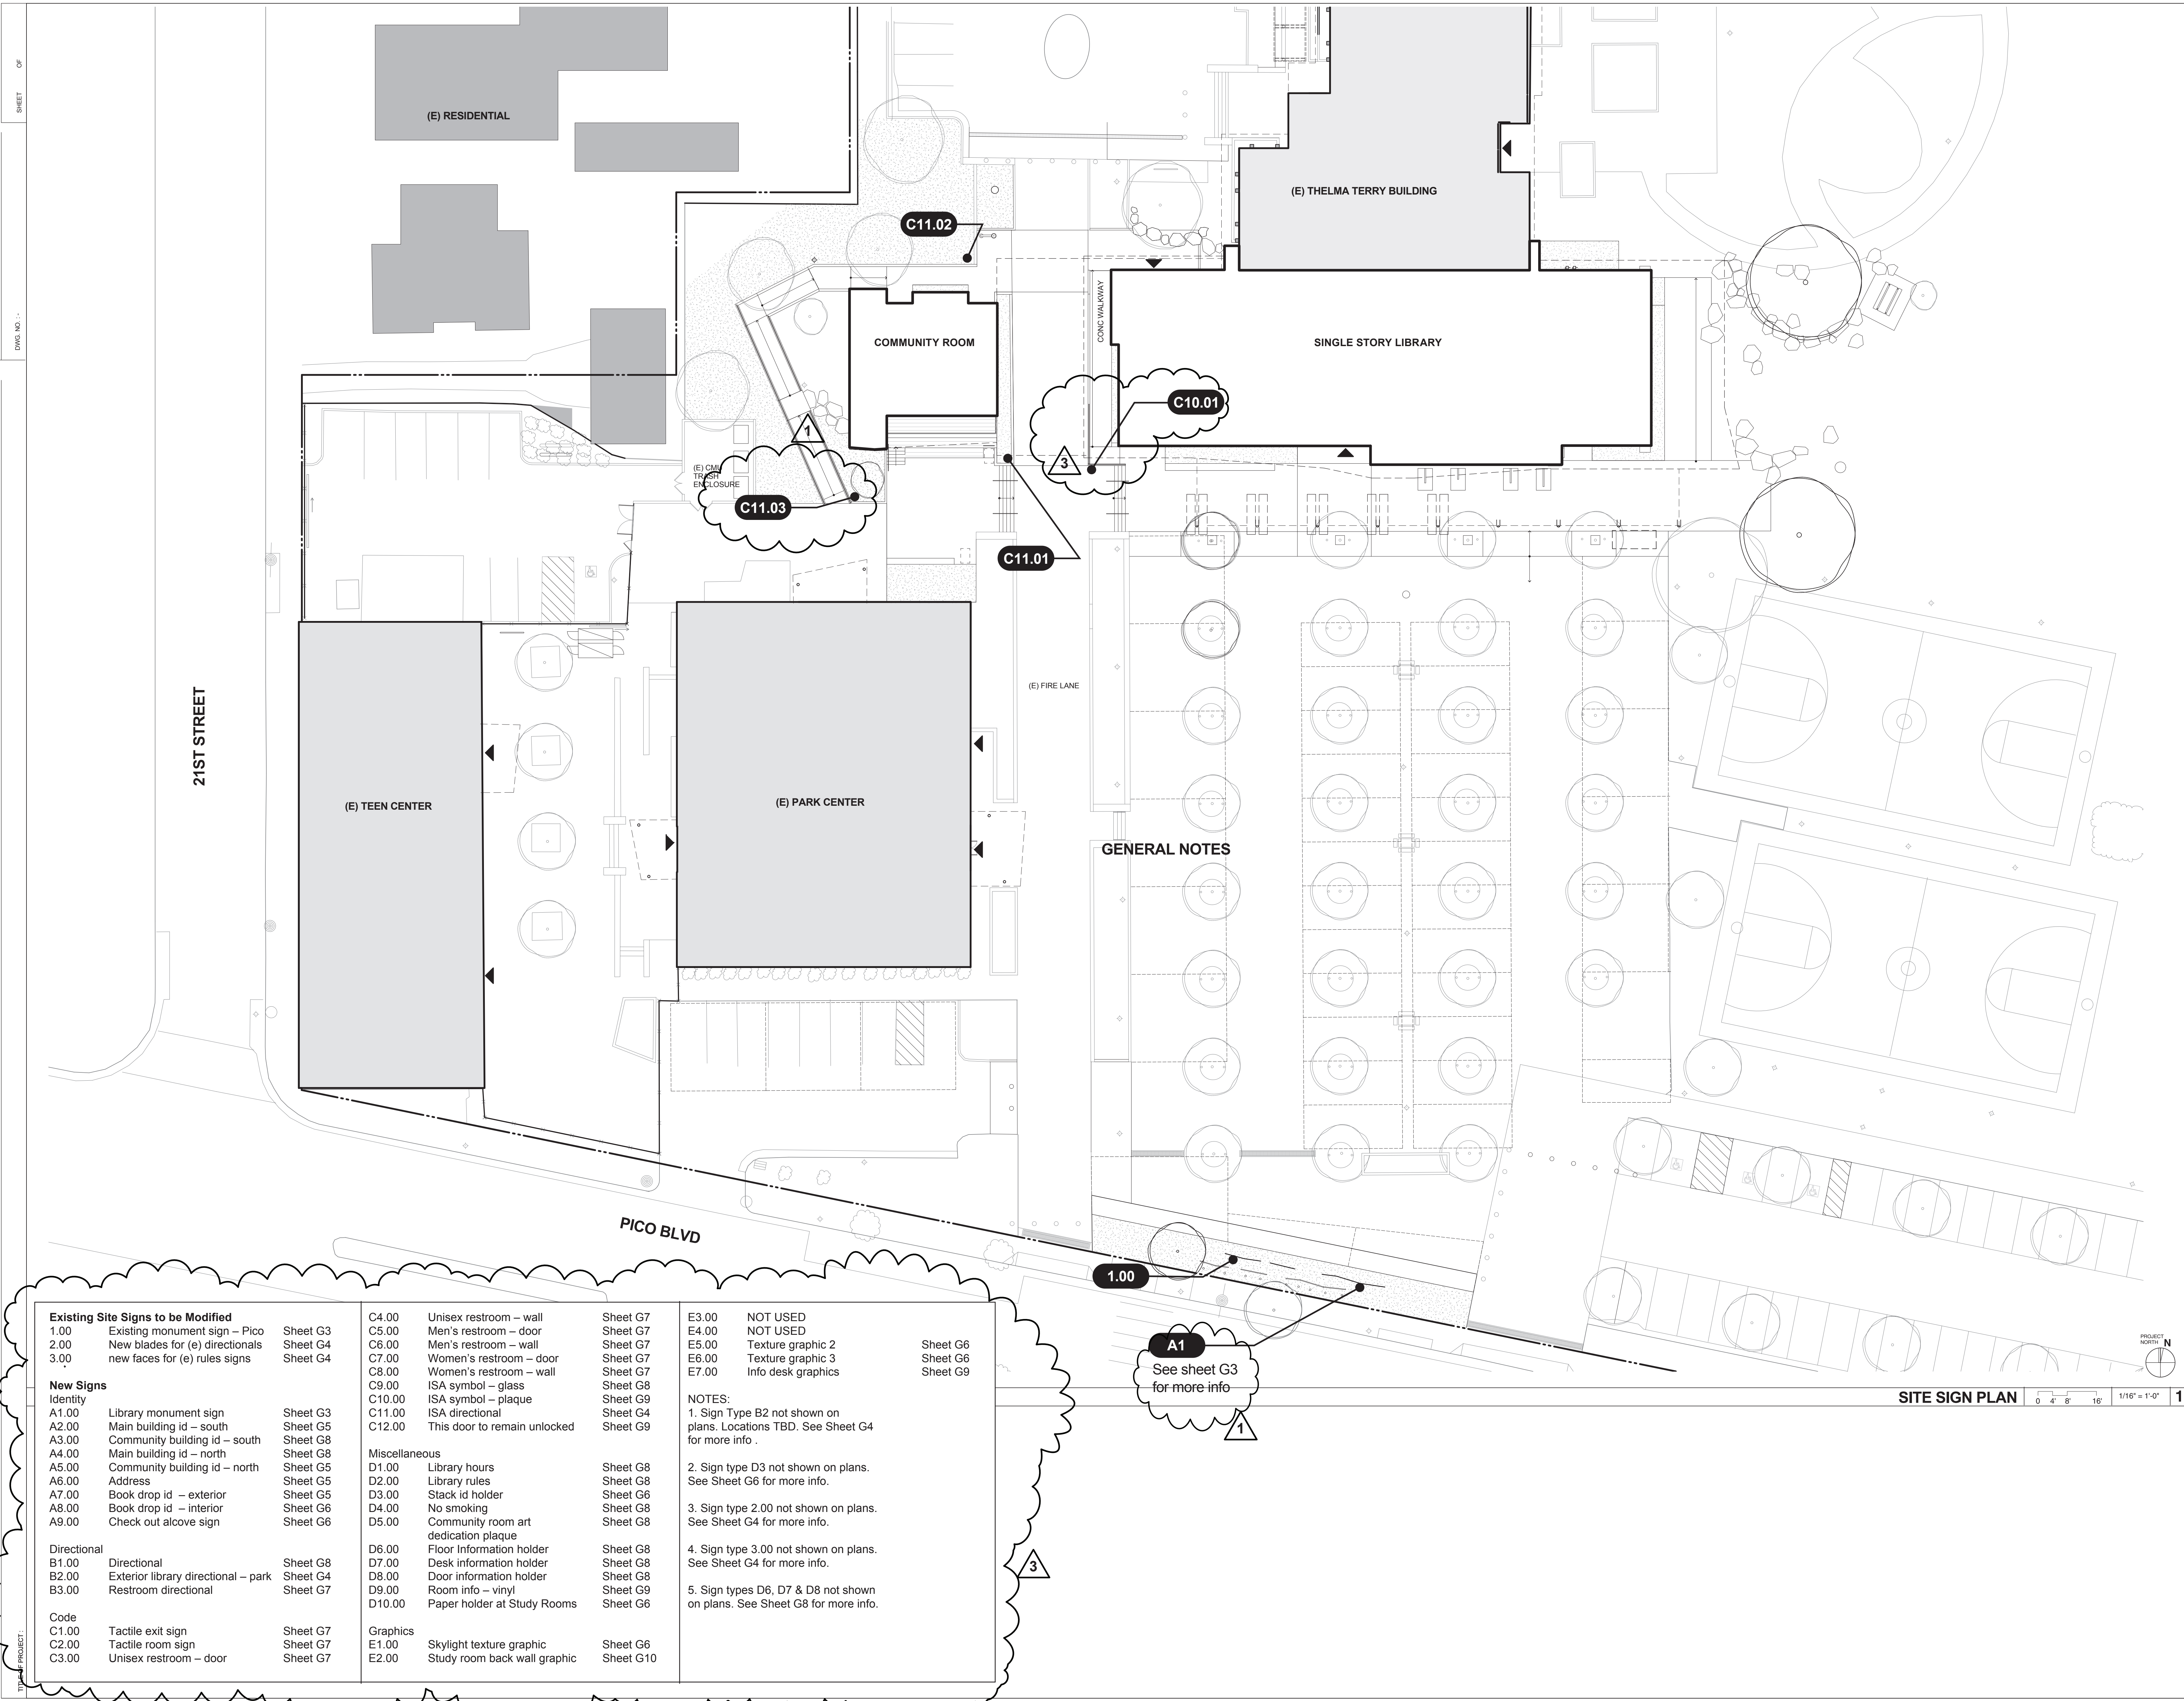 SHEET OF
DWG. NO. : -
TITLE OF PROJECT :
(E) RESIDENTIAL
(E) THELMA TERRY BUILDING
C11.02
CONC WALKWAY
COMMUNITY ROOM
SINGLE STORY LIBRARY
C10.01
1
3
(E) CMU
TRASH
ENCLOSURE
C11.03
C11.01
(E) FIRE LANE
21ST STREET
(E) TEEN CENTER
(E) PARK CENTER
GENERAL NOTES
PICO BLVD
1.00
A1
See sheet G3
for more info
1
PROJECT
NORTH N
SITE SIGN PLAN 0 4' 8' 16' 1/16" = 1'-0" 1
Existing Site Signs to be Modified
1.00 Existing monument sign – Pico Sheet G3
2.00 New blades for (e) directionals Sheet G4
3.00 new faces for (e) rules signs Sheet G4
New Signs
Identity
A1.00 Library monument sign Sheet G3
A2.00 Main building id – south Sheet G5
A3.00 Community building id – south Sheet G8
A4.00 Main building id – north Sheet G8
A5.00 Community building id – north Sheet G5
A6.00 Address Sheet G5
A7.00 Book drop id – exterior Sheet G5
A8.00 Book drop id – interior Sheet G6
A9.00 Check out alcove sign Sheet G6
Directional
B1.00 Directional Sheet G8
B2.00 Exterior library directional – park Sheet G4
B3.00 Restroom directional Sheet G7
Code
C1.00 Tactile exit sign Sheet G7
C2.00 Tactile room sign Sheet G7
C3.00 Unisex restroom – door Sheet G7
C4.00 Unisex restroom – wall Sheet G7
C5.00 Men's restroom – door Sheet G7
C6.00 Men's restroom – wall Sheet G7
C7.00 Women's restroom – door Sheet G7
C8.00 Women's restroom – wall Sheet G7
C9.00 ISA symbol – glass Sheet G8
C10.00 ISA symbol – plaque Sheet G9
C11.00 ISA directional Sheet G4
C12.00 This door to remain unlocked Sheet G9
Miscellaneous
D1.00 Library hours Sheet G8
D2.00 Library rules Sheet G8
D3.00 Stack id holder Sheet G6
D4.00 No smoking Sheet G8
D5.00 Community room art Sheet G8
dedication plaque
D6.00 Floor Information holder Sheet G8
D7.00 Desk information holder Sheet G8
D8.00 Door information holder Sheet G8
D9.00 Room info – vinyl Sheet G9
D10.00 Paper holder at Study Rooms Sheet G6
Graphics
E1.00 Skylight texture graphic Sheet G6
E2.00 Study room back wall graphic Sheet G10
E3.00 NOT USED
E4.00 NOT USED
E5.00 Texture graphic 2 Sheet G6
E6.00 Texture graphic 3 Sheet G6
E7.00 Info desk graphics Sheet G9
NOTES:
1. Sign Type B2 not shown on
plans. Locations TBD. See Sheet G4
for more info .
2. Sign type D3 not shown on plans.
See Sheet G6 for more info.
3. Sign type 2.00 not shown on plans.
See Sheet G4 for more info.
4. Sign type 3.00 not shown on plans.
See Sheet G4 for more info.
5. Sign types D6, D7 & D8 not shown
on plans. See Sheet G8 for more info.
3